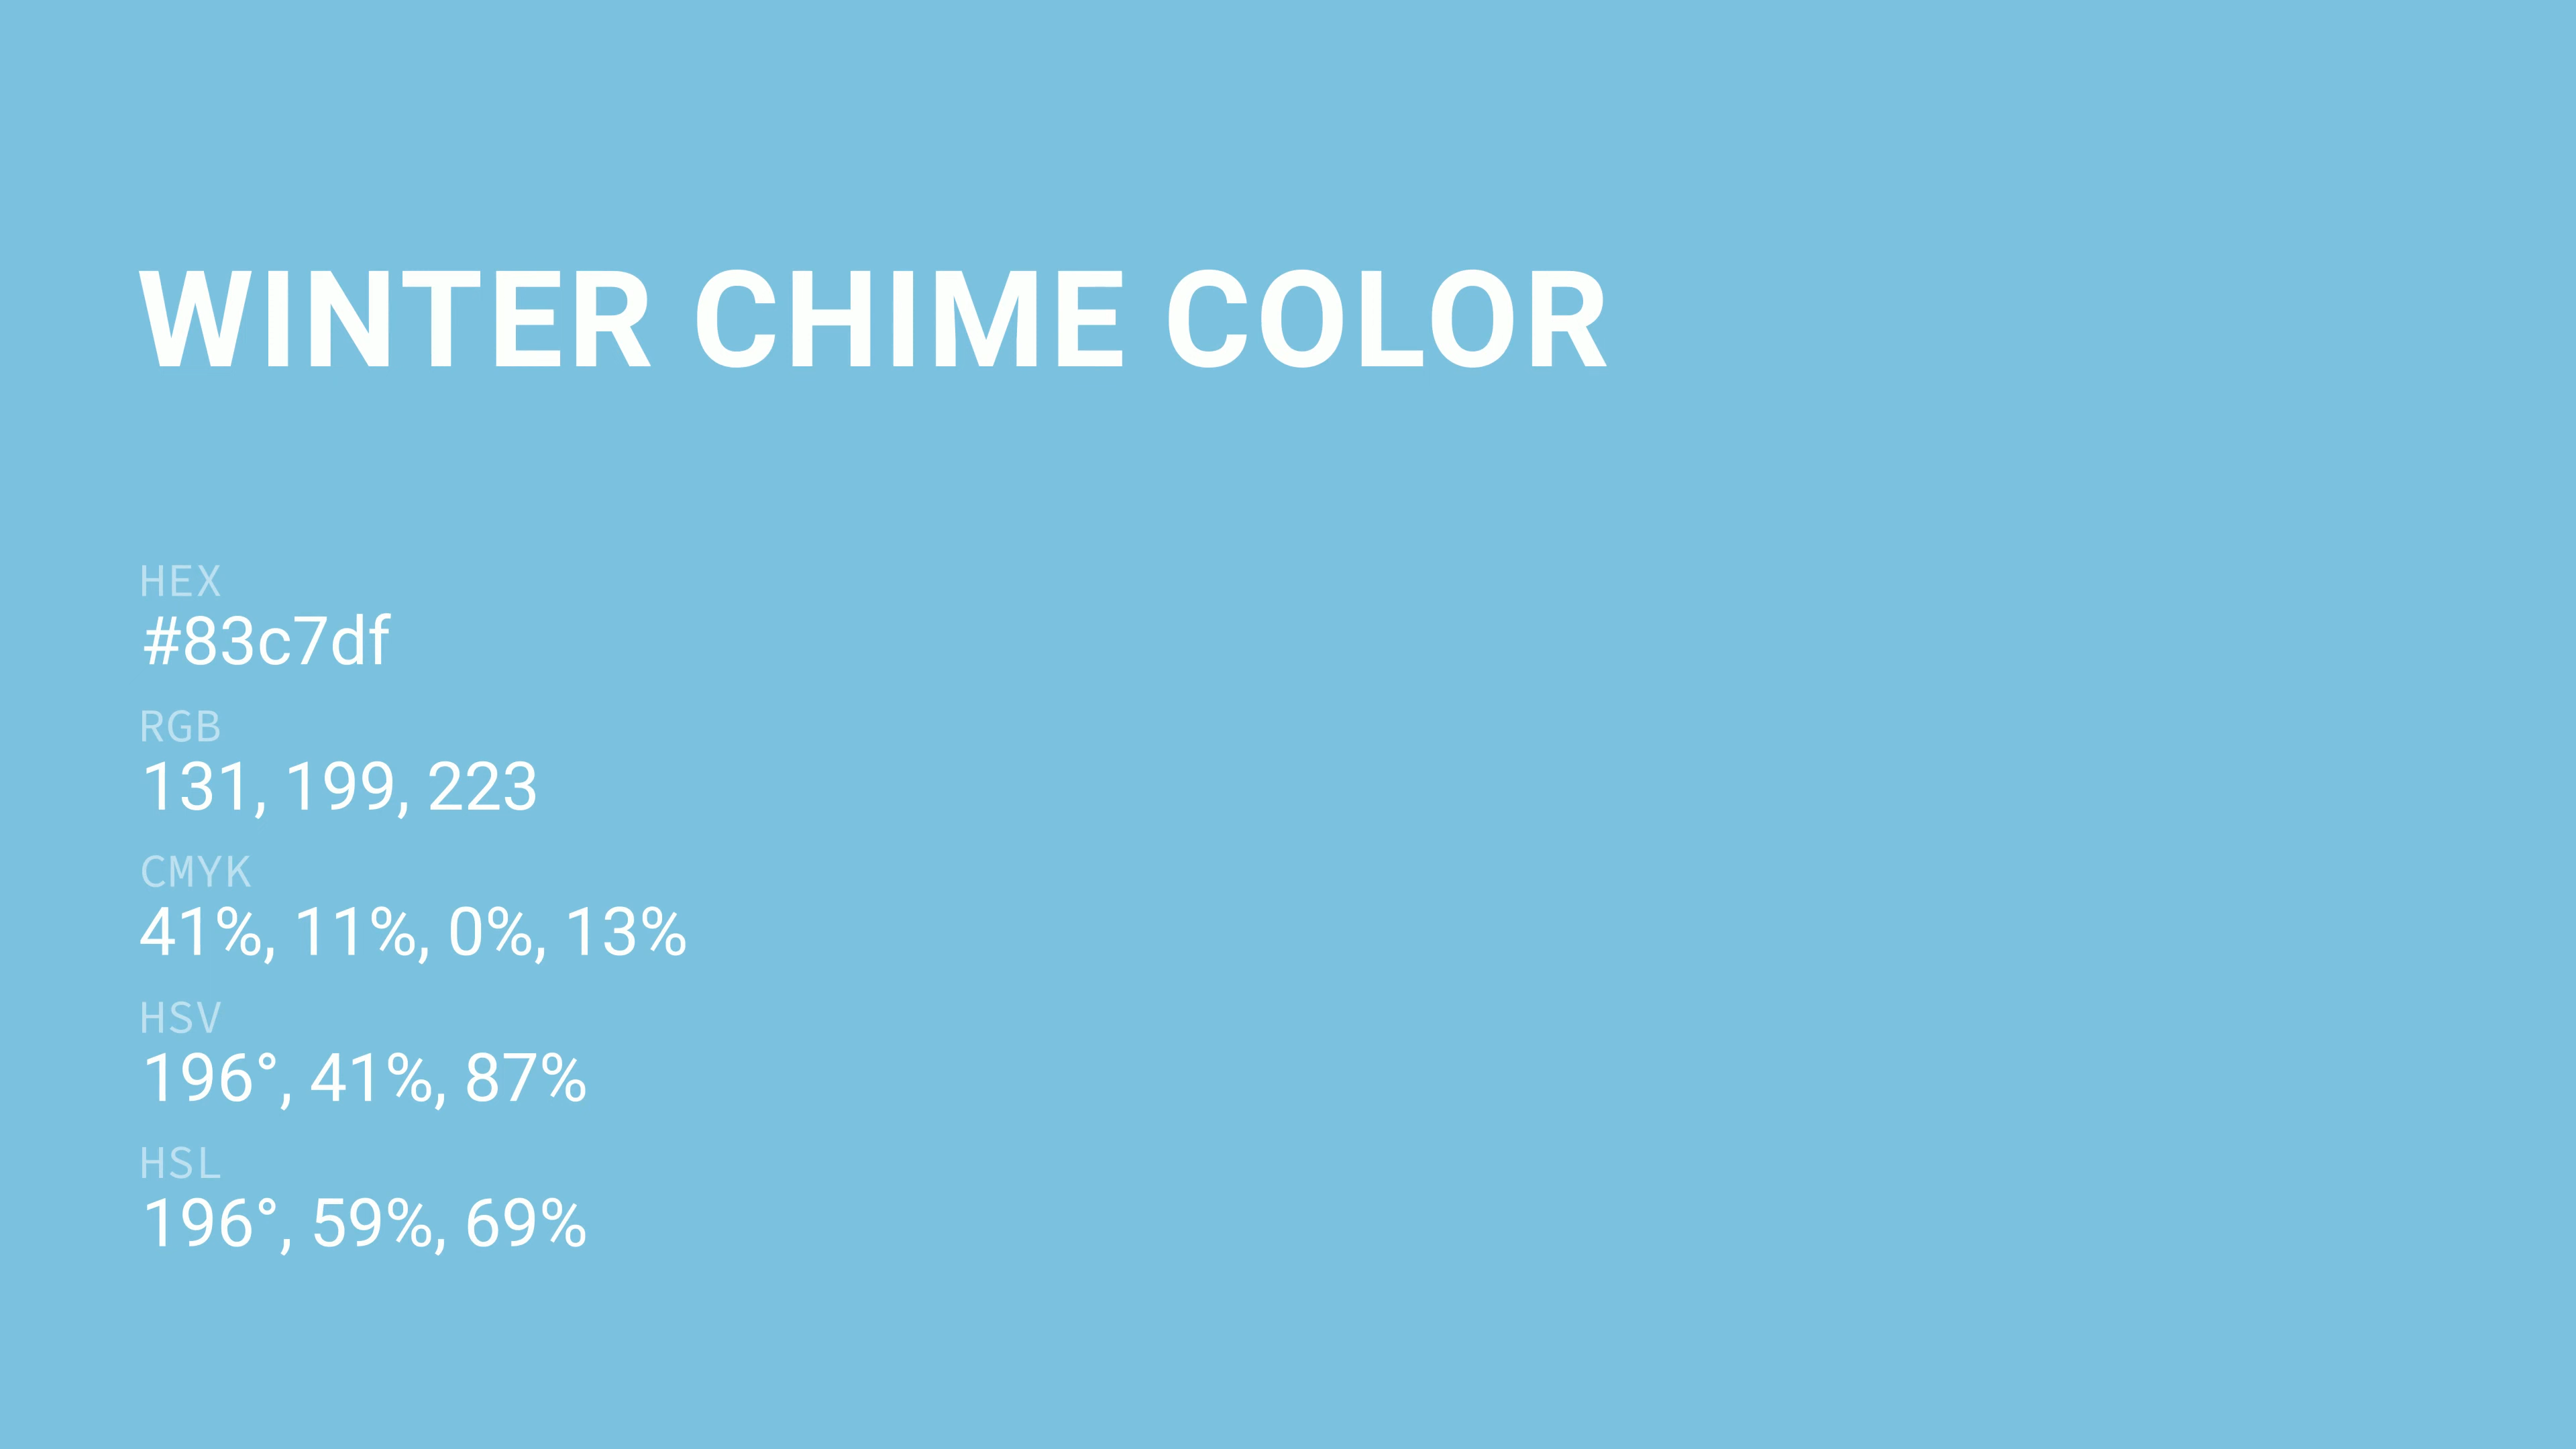 WINTER CHIME COLOR
HEX
#83c7df
RGB
131, 199, 223
CMYK
41%, 11%, 0%, 13%
HSV
196°, 41%, 87%
HSL
196°, 59%, 69%